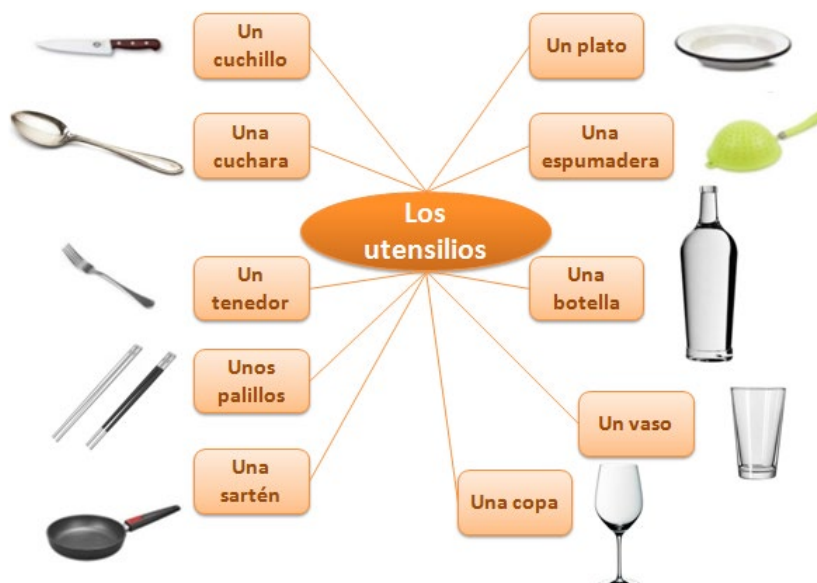 Un
cuchillo
Un plato
Una
cuchara
Una
espumadera
Los
utensilios
Un
tenedor
Una
botella
Unos
palillos
Un vaso
Una
sartén
Una copa